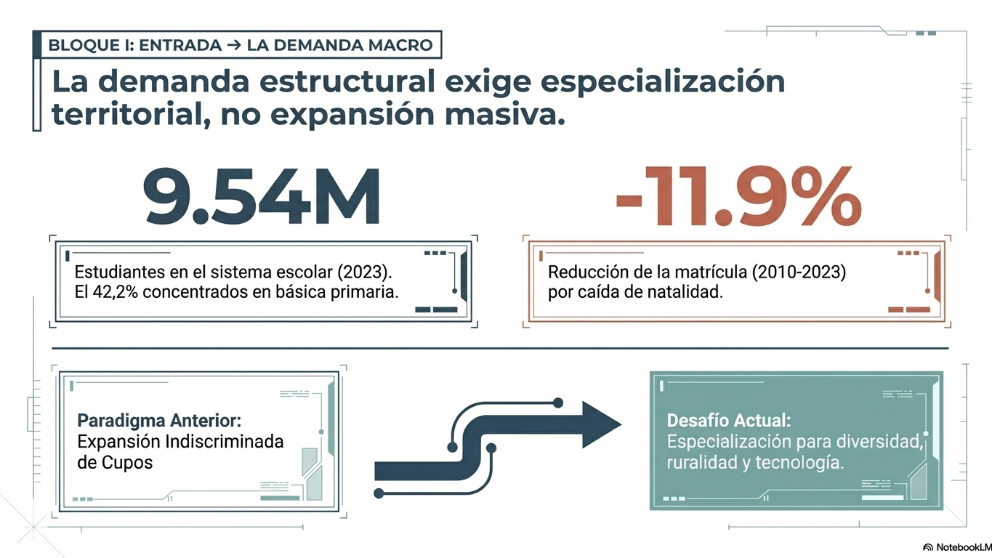 BLOQUE I: ENTRADA → LA DEMANDA MACRO
La demanda estructural exige especialización
territorial, no expansión masiva.
9.54M
Estudiantes en el sistema escolar (2023).
El 42,2% concentrados en básica primaria.
-11.9%
Reducción de la matrícula (2010-2023)
por caída de natalidad.
Paradigma Anterior:
Expansión Indiscriminada
de Cupos
Desafío Actual:
Especialización para diversidad,
ruralidad y tecnología.
NotebookLM